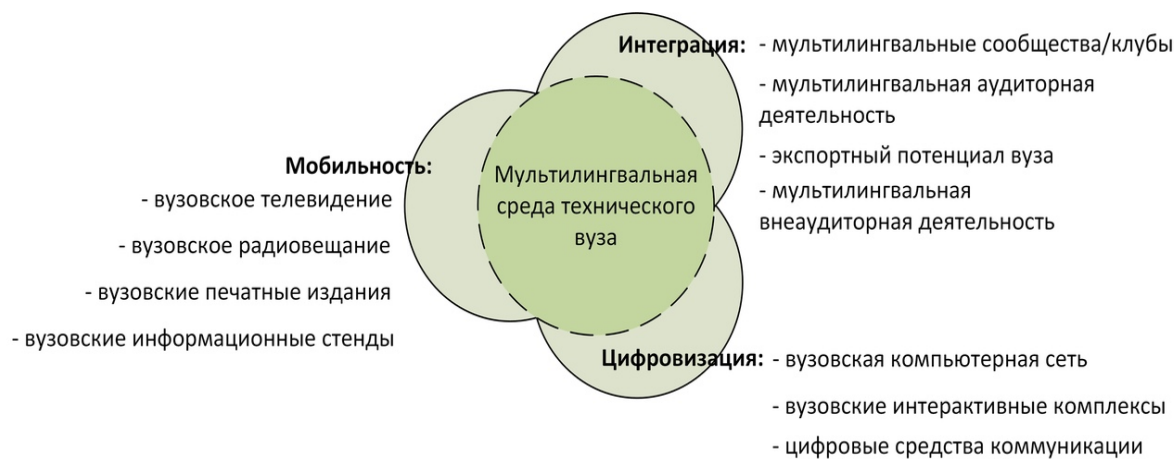 Интеграция: - мультилингвальные сообщества/клубы
- мультилингвальная аудиторная
деятельность
- экспортный потенциал вуза
- мультилингвальная
внеаудиторная деятельность
Мобильность:
- вузовское телевидение
- вузовское радиовещание
- вузовские печатные издания
- вузовские информационные стенды
Мультилингвальная
среда технического
вуза
Цифровизация: - вузовская компьютерная сеть
- вузовские интерактивные комплексы
- цифровые средства коммуникации